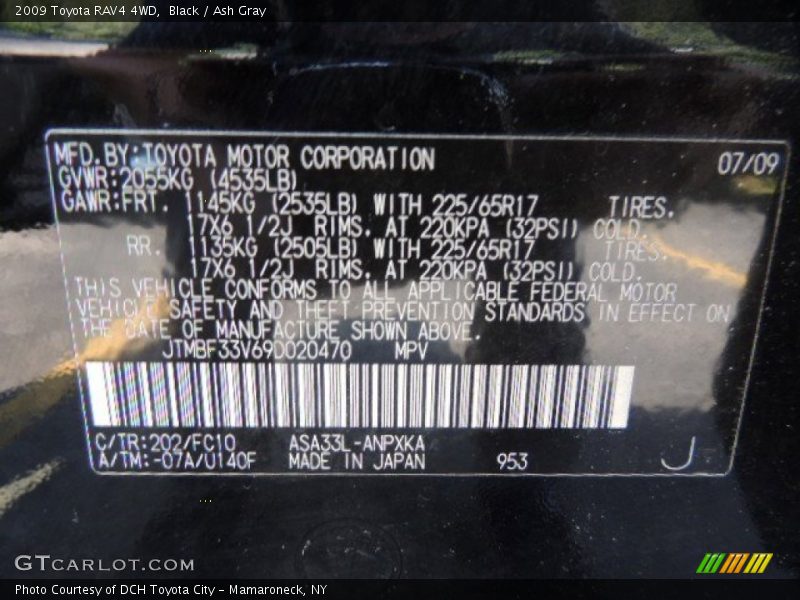 2009 Toyota RAV4 4WD, Black / Ash Gray
MFD.BY:TOYOTA MOTOR CORPORATION 07/09
GVWR:2055KG (4535LB)
GAWR:FRT. 1145KG (2535LB) WITH 225/65R17 TIRES.
17X6 1/2J RIMS. AT 220KPA (32PSI) COLD.
RR. 1135KG (2505LB) WITH 225/65R17 TIRES.
17X6 1/2J RIMS. AT 220KPA (32PSI) COLD.
THIS VEHICLE CONFORMS TO ALL APPLICABLE FEDERAL MOTOR
VEHICLE SAFETY AND THEFT PREVENTION STANDARDS IN EFFECT ON
THE DATE OF MANUFACTURE SHOWN ABOVE.
JTMBF33V69D020470 MPV
C/TR:202/FC10 ASA33L-ANPXKA
A/TM:-07A/U140F MADE IN JAPAN 953 J
GTCARLOT.COM
Photo Courtesy of DCH Toyota City - Mamaroneck, NY